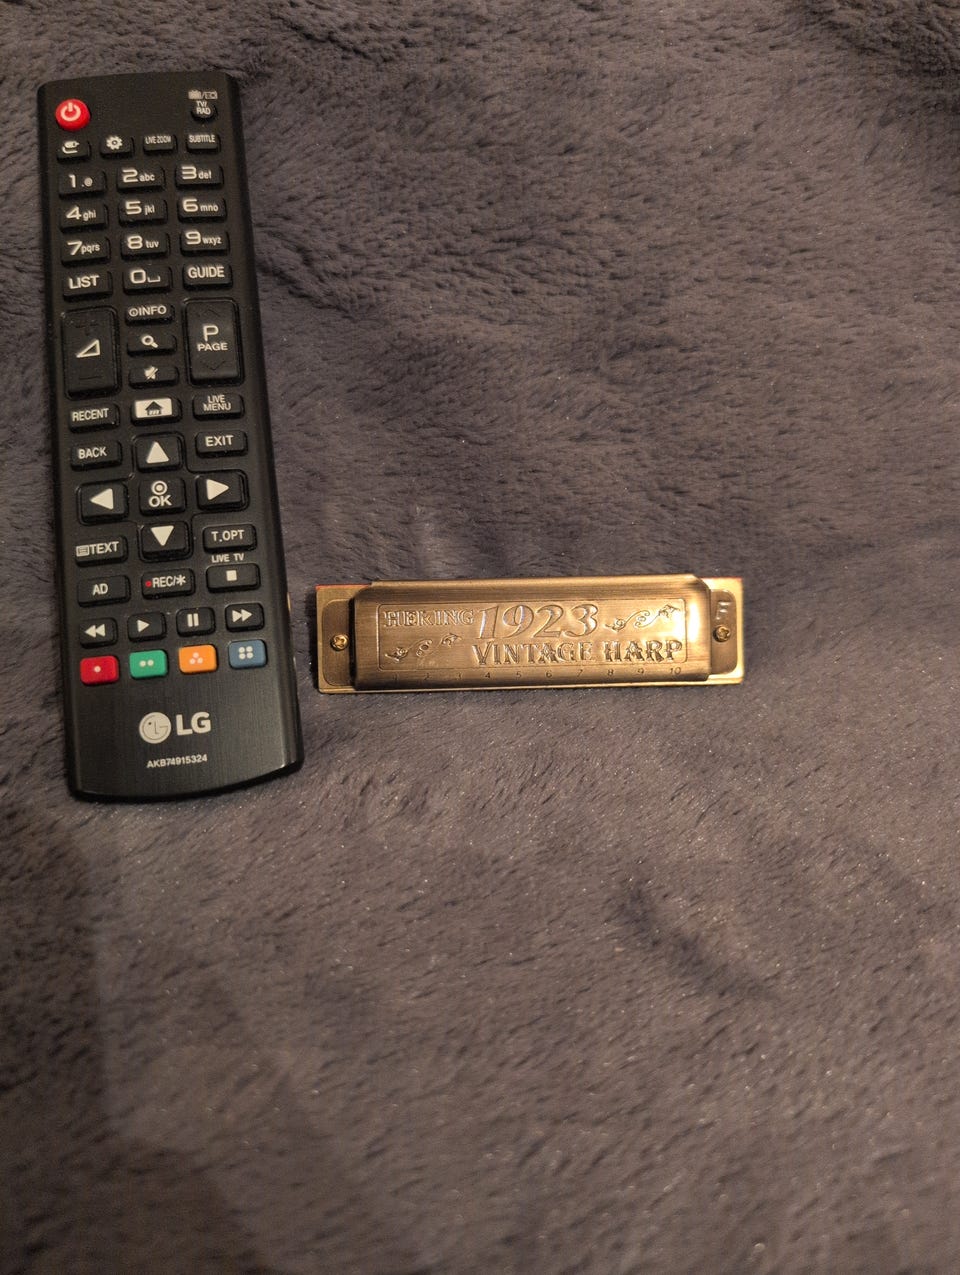 TV/
RAD
LIVE ZOOM SUBTITLE
1.@ 2abc 3def
4ghi 5jkl 6mno
7pqrs 8tuv 9wxyz
LIST 0 GUIDE
INFO
P
PAGE
RECENT LIVE
MENU
BACK EXIT
OK
TEXT T.OPT
LIVE TV
AD REC/*
LG
AKB74915324
HERING 1923
VINTAGE HARP
1 2 3 4 5 6 7 8 9 10
F